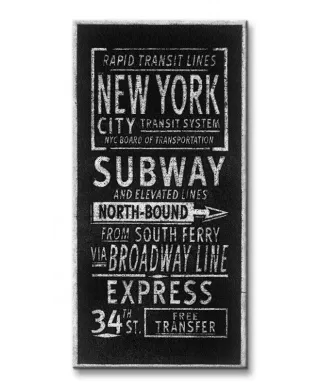 RAPID TRANSIT LINES
NEW YORK
CITY TRANSIT SYSTEM
NYC BOARD OF TRANSPORTATION
SUBWAY
AND ELEVATED LINES
NORTH-BOUND
FROM SOUTH FERRY
VIA BROADWAY LINE
EXPRESS
34TH ST. FREE TRANSFER